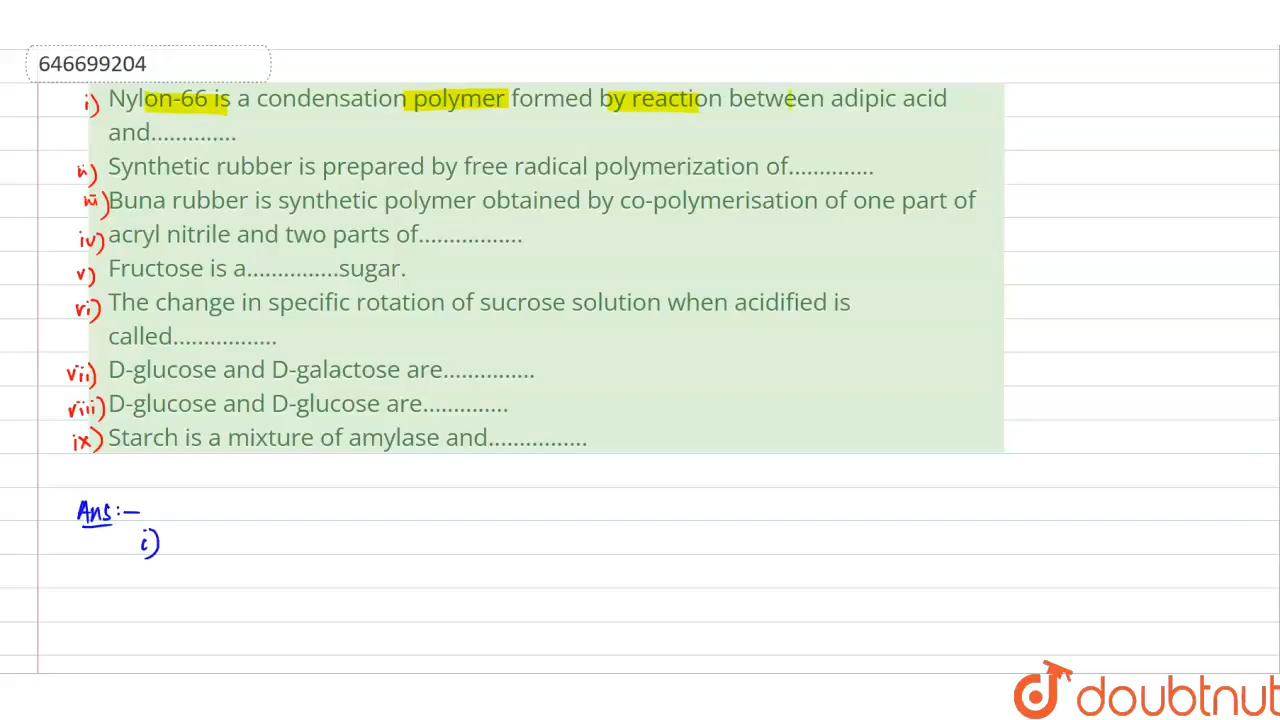 646699204
i) Nylon-66 is a condensation polymer formed by reaction between adipic acid
and..............
ii) Synthetic rubber is prepared by free radical polymerization of..............
iii) Buna rubber is synthetic polymer obtained by co-polymerisation of one part of
iv) acryl nitrile and two parts of.................
v) Fructose is a...............sugar.
vi) The change in specific rotation of sucrose solution when acidified is
called.................
vii) D-glucose and D-galactose are...............
viii) D-glucose and D-glucose are..............
ix) Starch is a mixture of amylase and................
Ans:-
i)
doubtnut